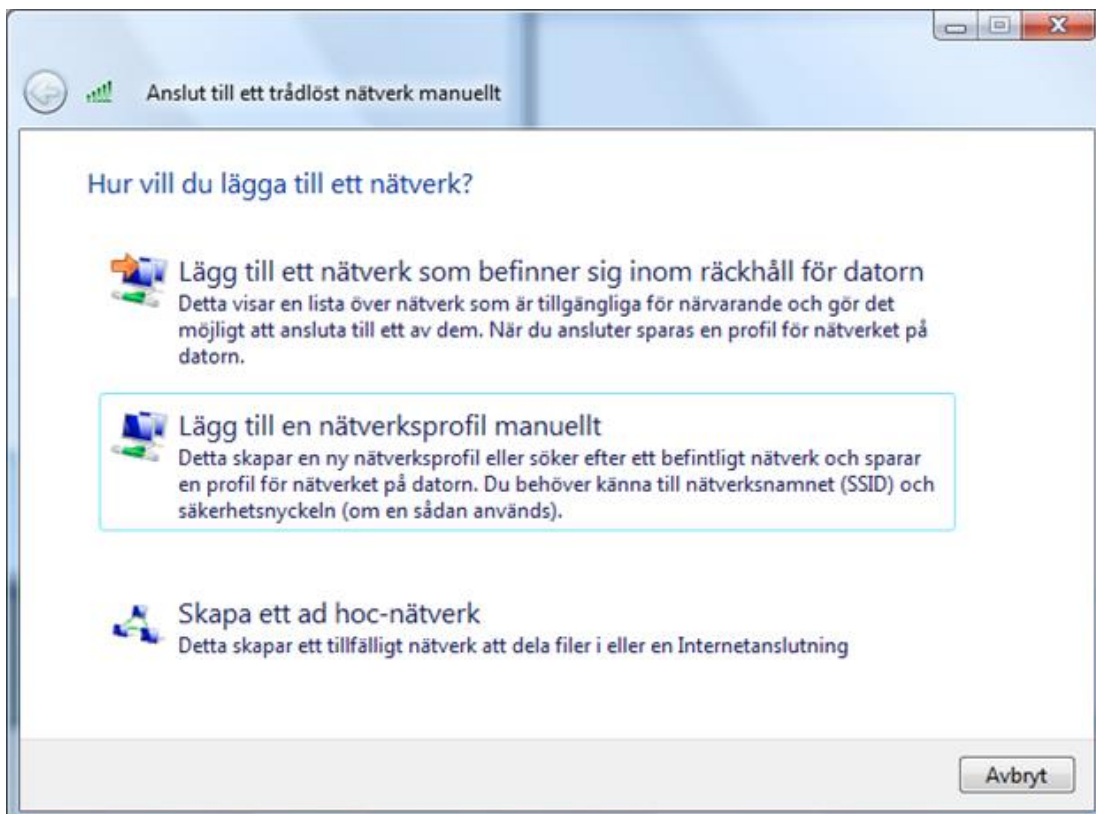 Anslut till ett trådlöst nätverk manuellt
Hur vill du lägga till ett nätverk?
Lägg till ett nätverk som befinner sig inom räckhåll för datorn
Detta visar en lista över nätverk som är tillgängliga för närvarande och gör det
möjligt att ansluta till ett av dem. När du ansluter sparas en profil för nätverket på
datorn.
Lägg till en nätverksprofil manuellt
Detta skapar en ny nätverksprofil eller söker efter ett befintligt nätverk och sparar
en profil för nätverket på datorn. Du behöver känna till nätverksnamnet (SSID) och
säkerhetsnyckeln (om en sådan används).
Skapa ett ad hoc-nätverk
Detta skapar ett tillfälligt nätverk att dela filer i eller en Internetanslutning
Avbryt